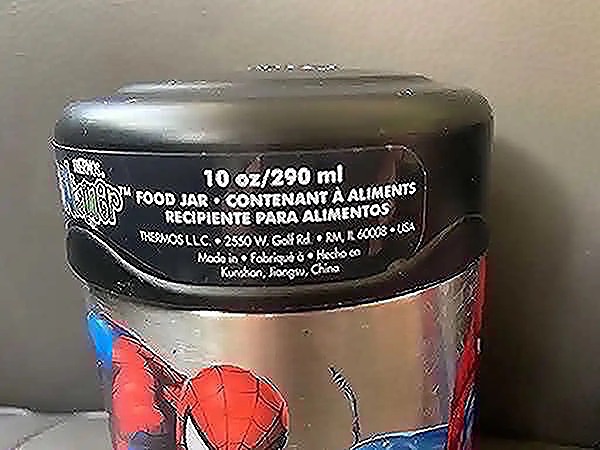 THERMOS
10 oz/290 ml
FOOD JAR • CONTENANT À ALIMENTS
RECIPIENTE PARA ALIMENTOS
THERMOS L.L.C. • 2550 W. Golf Rd. • RM, IL 60008 • USA
Made in • Fabriqué à • Hecho en
Kunshan, Jiangsu, China